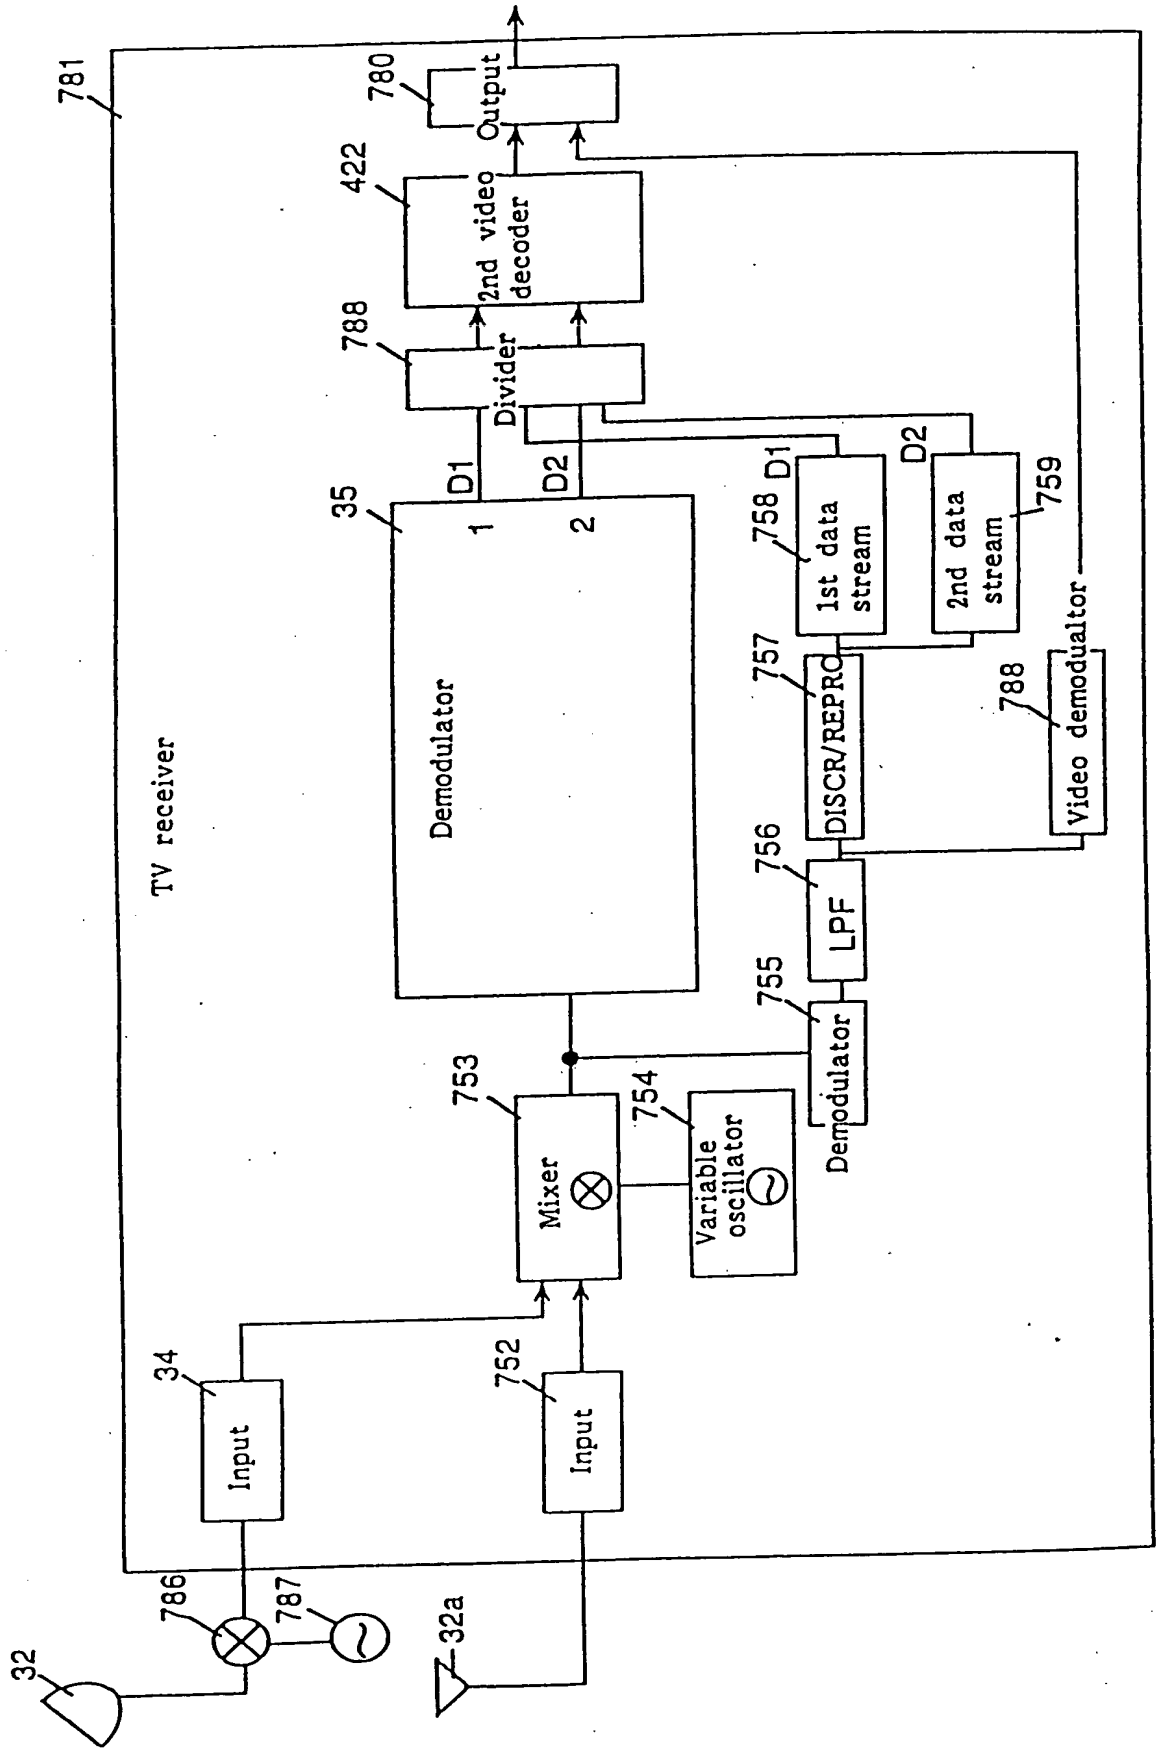 781
TV receiver
32
786
787
34
Input
32a
752
Input
753
Mixer
754
Variable
oscillator
35
Demodulator
1
2
D1
D2
788
Divider
422
2nd video
decoder
780
Output
755
Demodulator
756
LPF
757
DISCR/REPRO
758
1st data
stream
D1
759
2nd data
stream
D2
788
Video demodualtor